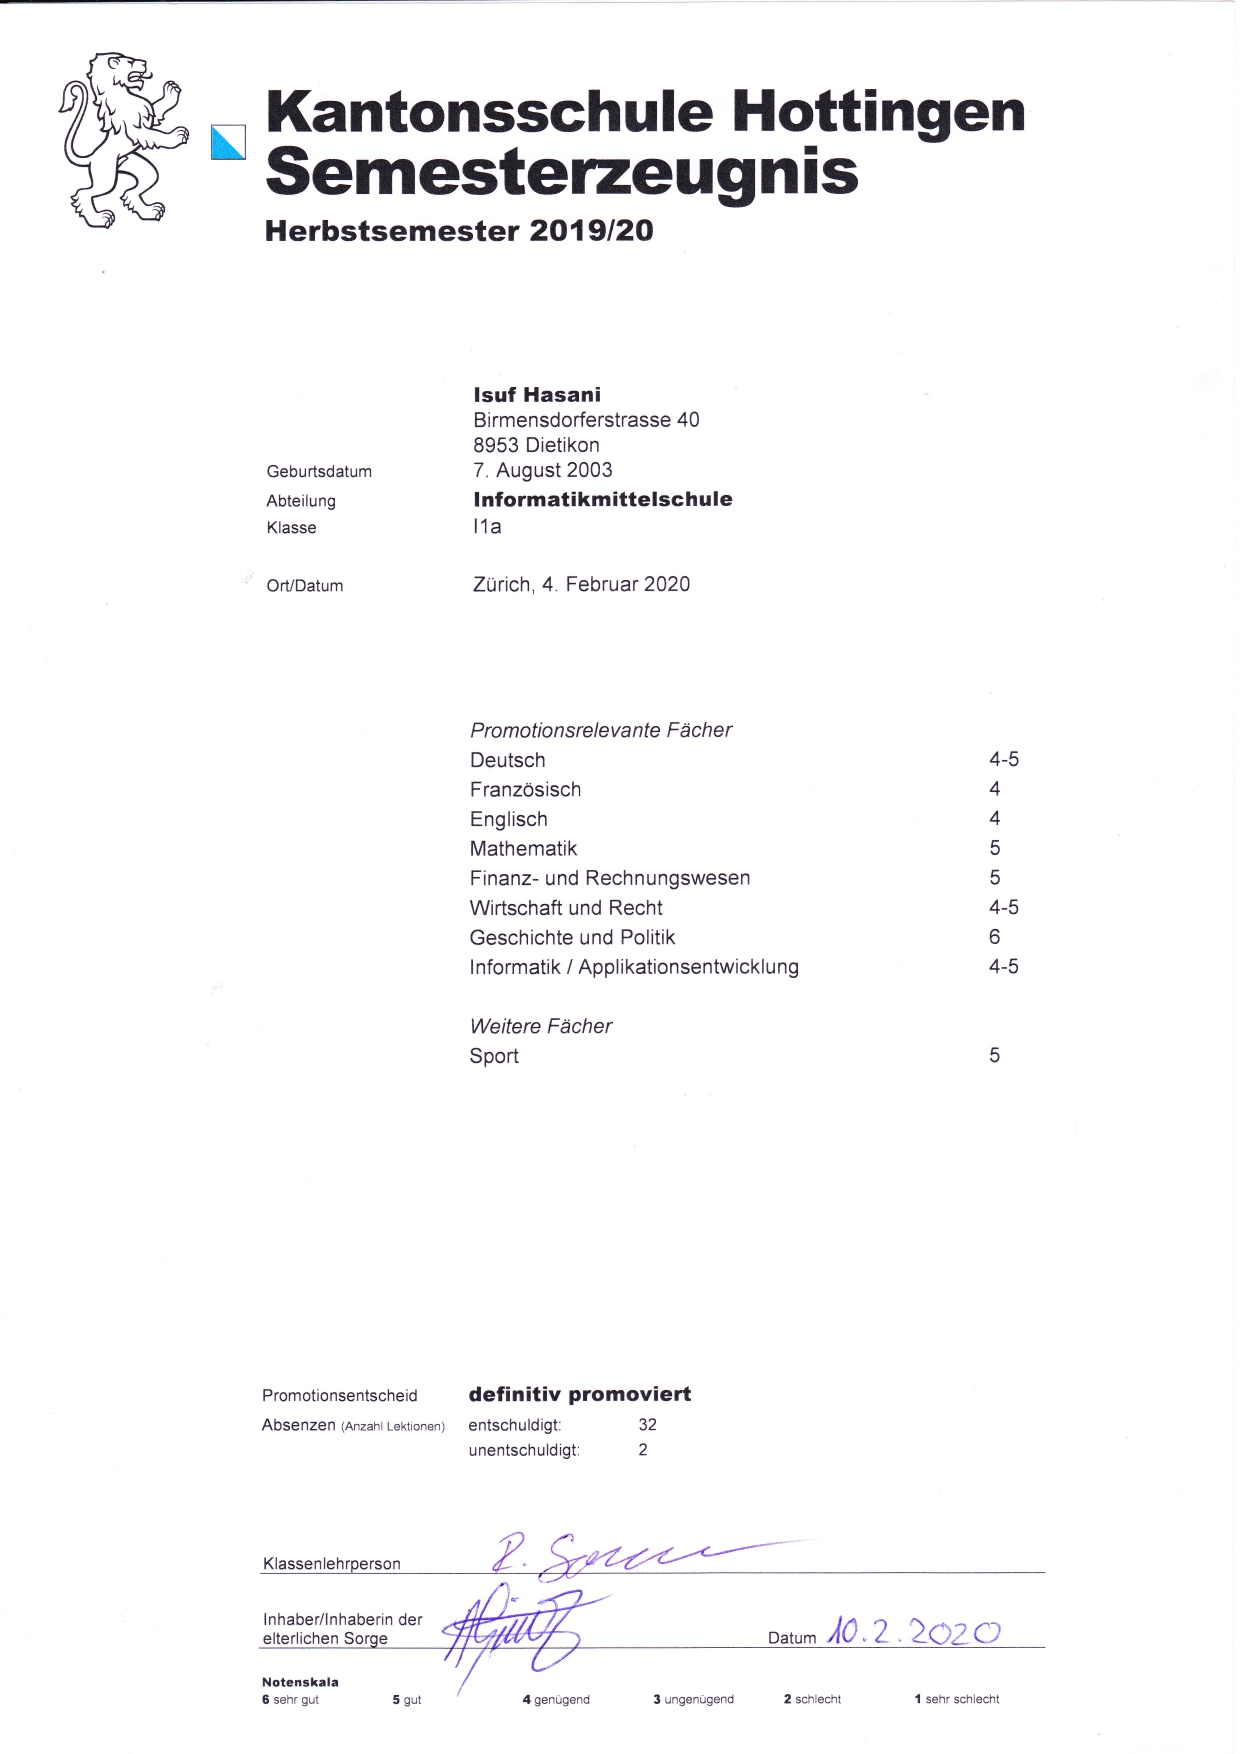 Kantonsschule Hottingen
Semesterzeugnis
Herbstsemester 2019/20
Isuf Hasani
Birmensdorferstrasse 40
8953 Dietikon
Geburtsdatum 7. August 2003
Abteilung Informatikmittelschule
Klasse I1a
Ort/Datum Zürich, 4. Februar 2020
Promotionsrelevante Fächer
Deutsch 4-5
Französisch 4
Englisch 4
Mathematik 5
Finanz- und Rechnungswesen 5
Wirtschaft und Recht 4-5
Geschichte und Politik 6
Informatik / Applikationsentwicklung 4-5
Weitere Fächer
Sport 5
Promotionsentscheid definitiv promoviert
Absenzen (Anzahl Lektionen) entschuldigt: 32
unentschuldigt: 2
Klassenlehrperson
Inhaber/Inhaberin der
elterlichen Sorge Datum 10.2.2020
Notenskala
6 sehr gut 5 gut 4 genügend 3 ungenügend 2 schlecht 1 sehr schlecht